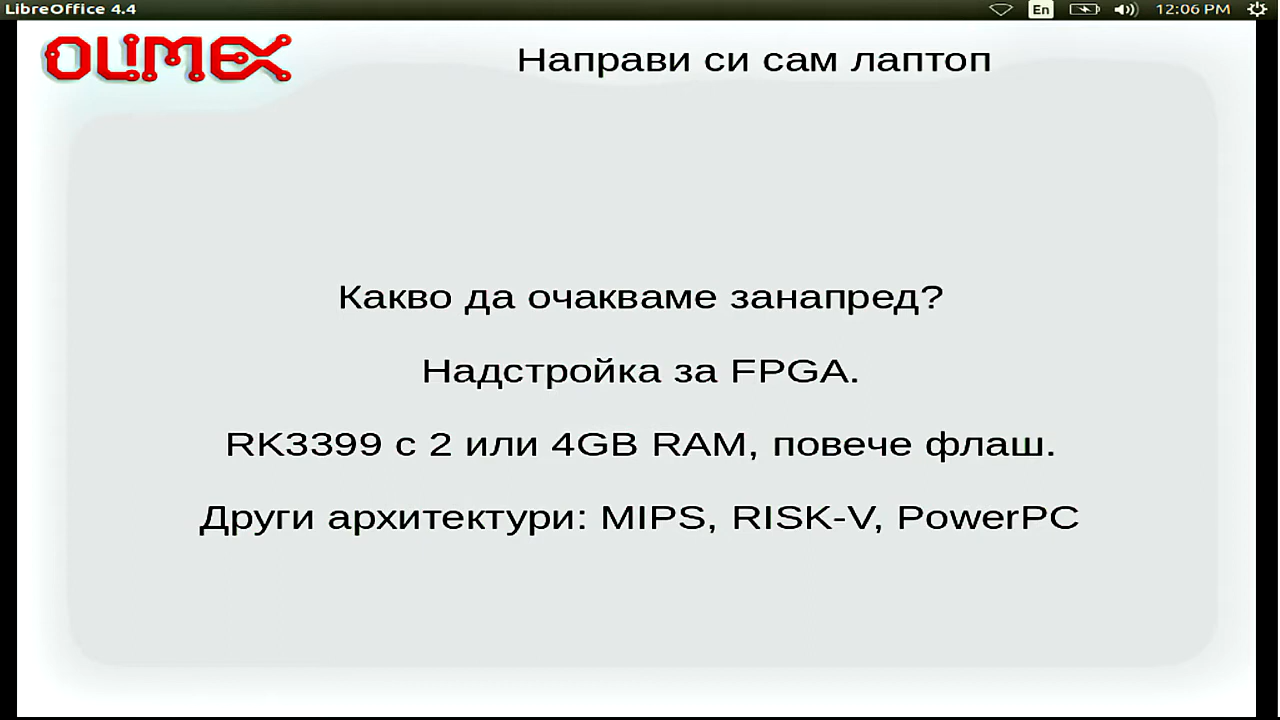 LibreOffice 4.4
En
12:06 PM
OLIMEX
Направи си сам лаптоп
Какво да очакваме занапред?
Надстройка за FPGA.
RK3399 с 2 или 4GB RAM, повече флаш.
Други архитектури: MIPS, RISK-V, PowerPC